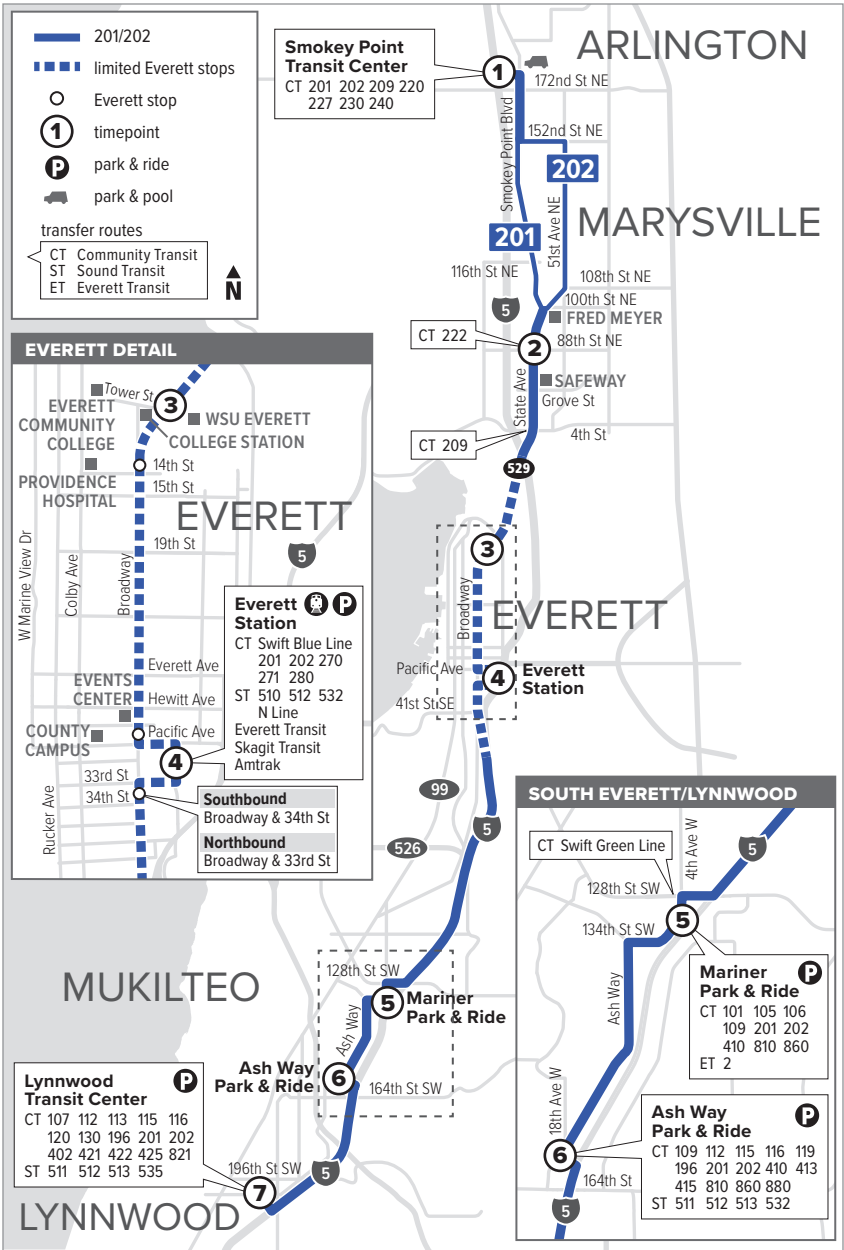 201/202
limited Everett stops
Everett stop
1 timepoint
P park & ride
park & pool
transfer routes
CT Community Transit
ST Sound Transit
ET Everett Transit
N
Smokey Point
Transit Center
CT 201 202 209 220
227 230 240
1
ARLINGTON
172nd St NE
Smokey Point Blvd
152nd St NE
202
51st Ave NE
MARYSVILLE
201
116th St NE
108th St NE
100th St NE
5
FRED MEYER
CT 222
2
88th St NE
SAFEWAY
State Ave
Grove St
CT 209
4th St
529
3
Broadway
EVERETT
Pacific Ave
4
Everett
Station
41st St SE
99
526
5
MUKILTEO
128th St SW
5
Mariner
Park & Ride
Ash Way
Ash Way
Park & Ride
6
164th St SW
Lynnwood
Transit Center
P
CT 107 112 113 115 116
120 130 196 201 202
402 421 422 425 821
ST 511 512 513 535
196th St SW
5
7
LYNNWOOD
EVERETT DETAIL
Tower St
3
EVERETT
COMMUNITY
COLLEGE
WSU EVERETT
COLLEGE STATION
14th St
PROVIDENCE
HOSPITAL
15th St
EVERETT
W Marine View Dr
Colby Ave
Broadway
19th St
5
Everett
Station
P
CT Swift Blue Line
201 202 270
271 280
ST 510 512 532
N Line
Everett Transit
Skagit Transit
Amtrak
Everett Ave
EVENTS
CENTER
Hewitt Ave
COUNTY
CAMPUS
Pacific Ave
4
33rd St
34th St
Rucker Ave
Southbound
Broadway & 34th St
Northbound
Broadway & 33rd St
SOUTH EVERETT/LYNNWOOD
CT Swift Green Line
4th Ave W
5
128th St SW
5
134th St SW
Ash Way
Mariner
Park & Ride
P
CT 101 105 106
109 201 202
410 810 860
ET 2
18th Ave W
6
Ash Way
Park & Ride
P
CT 109 112 115 116 119
196 201 202 410 413
415 810 860 880
ST 511 512 513 532
164th St
5